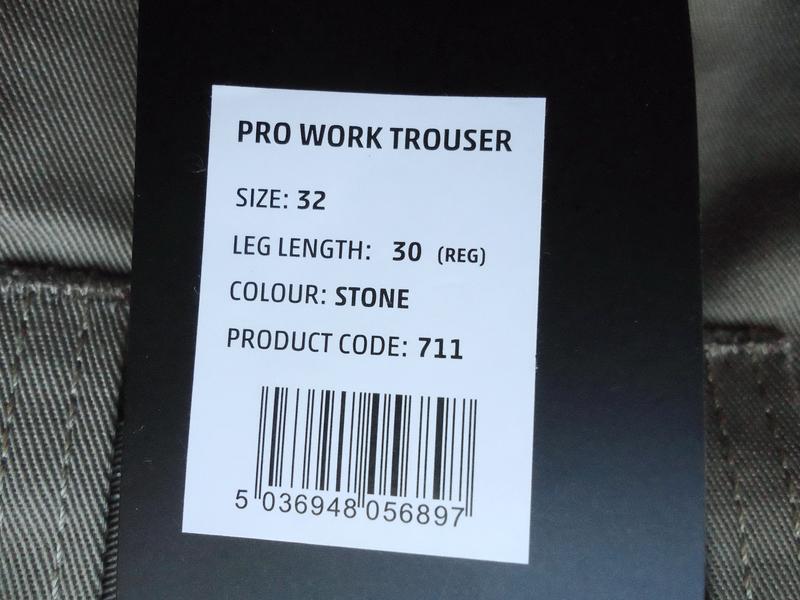 PRO WORK TROUSER
SIZE: 32
LEG LENGTH: 30 (REG)
COLOUR: STONE
PRODUCT CODE: 711
5 036948 056897